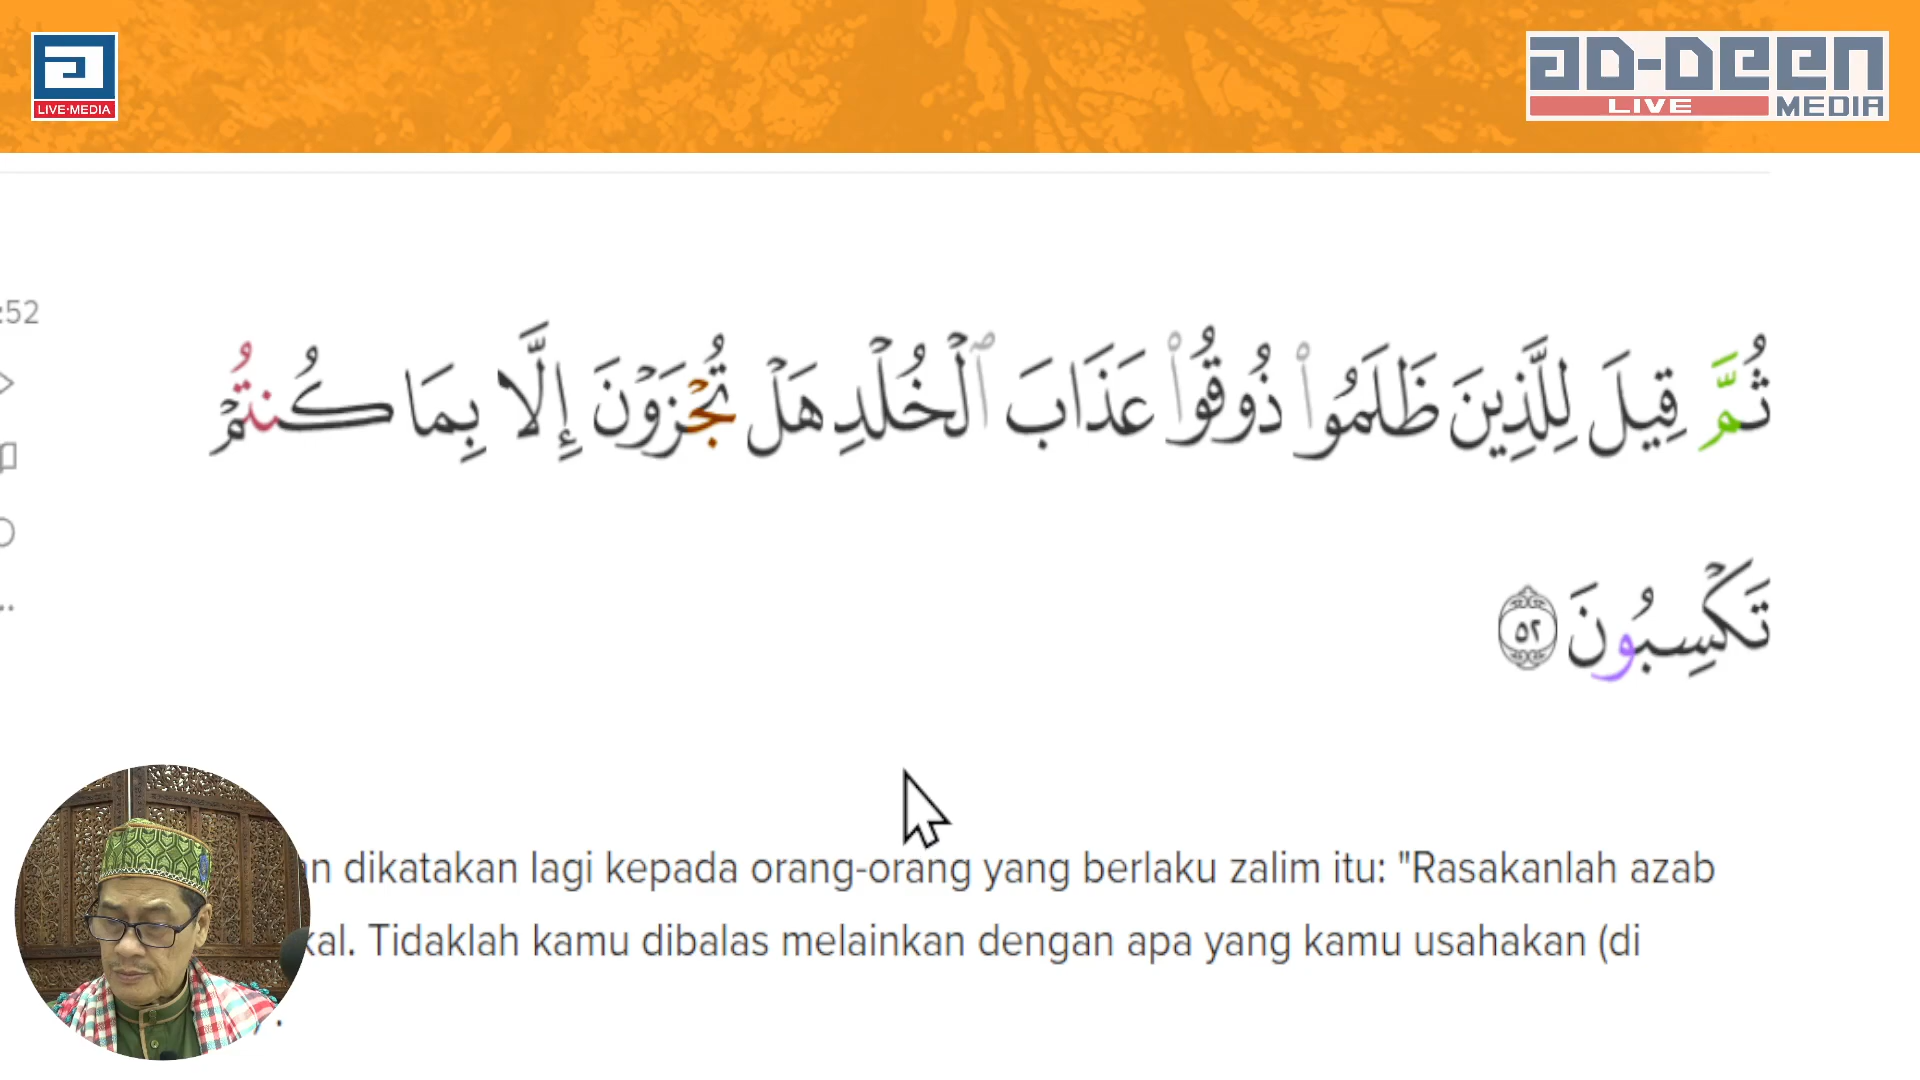 LIVE·MEDIA
AD-DEEN
LIVE MEDIA
:52
ثُمَّ قِيلَ لِلَّذِينَ ظَلَمُوا۟ ذُوقُوا۟ عَذَابَ ٱلْخُلْدِ هَلْ تُجْزَوْنَ إِلَّا بِمَا كُنتُمْ
تَكْسِبُونَ ٥٢
dikatakan lagi kepada orang-orang yang berlaku zalim itu: "Rasakanlah azab
Tidaklah kamu dibalas melainkan dengan apa yang kamu usahakan (di